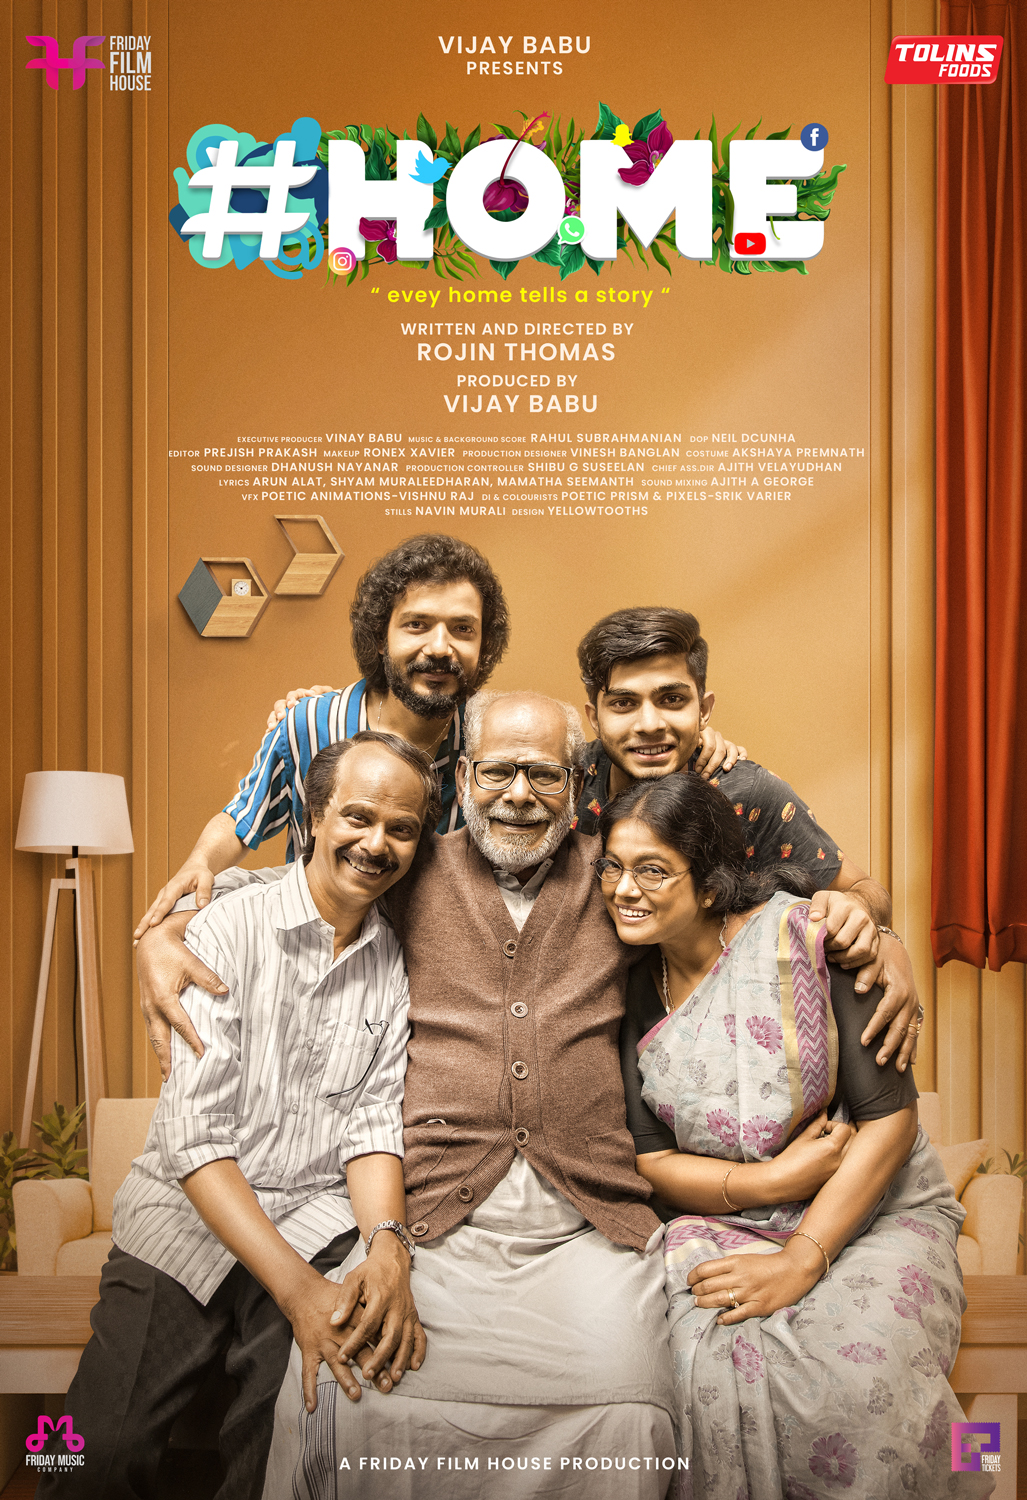 FRIDAY
FILM
HOUSE
VIJAY BABU
PRESENTS
TOLINS
FOODS
#HOME
“ evey home tells a story “
WRITTEN AND DIRECTED BY
ROJIN THOMAS
PRODUCED BY
VIJAY BABU
EXECUTIVE PRODUCER VINAY BABU MUSIC & BACKGROUND SCORE RAHUL SUBRAHMANIAN DOP NEIL DCUNHA
EDITOR PREJISH PRAKASH MAKEUP RONEX XAVIER PRODUCTION DESIGNER VINESH BANGLAN COSTUME AKSHAYA PREMNATH
SOUND DESIGNER DHANUSH NAYANAR PRODUCTION CONTROLLER SHIBU G SUSEELAN CHIEF ASS.DIR AJITH VELAYUDHAN
LYRICS ARUN ALAT, SHYAM MURALEEDHARAN, MAMATHA SEEMANTH SOUND MIXING AJITH A GEORGE
VFX POETIC ANIMATIONS-VISHNU RAJ DI & COLOURISTS POETIC PRISM & PIXELS-SRIK VARIER
STILLS NAVIN MURALI DESIGN YELLOWTOOTHS
FRIDAY MUSIC
COMPANY
A FRIDAY FILM HOUSE PRODUCTION
FRIDAY
TICKETS